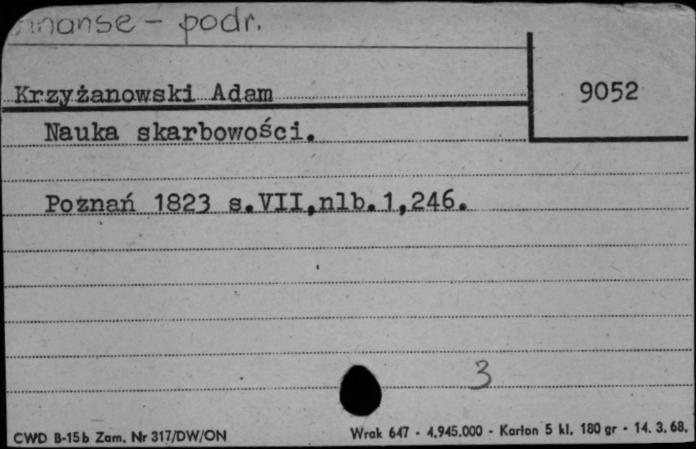 Finanse - podr.
Krzyżanowski Adam
9052
Nauka skarbowości.
Poznań 1823 s.VII,nlb.1,246.
3
CWD B-15b Zam. Nr 317/DW/ON
Wrak 647 - 4.945.000 - Karton 5 kl. 180 gr - 14. 3. 68.